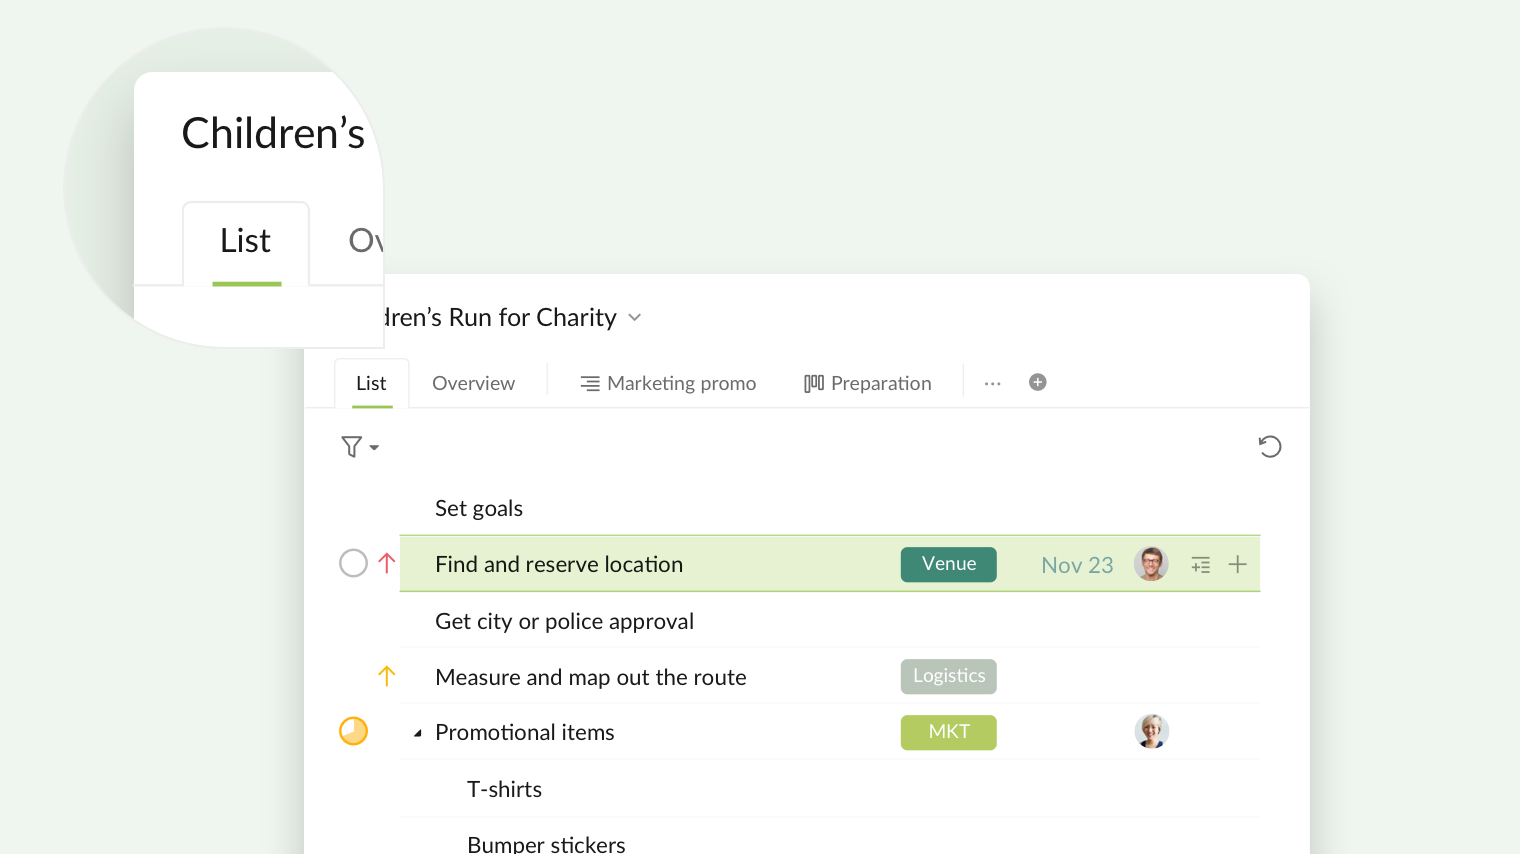 Children’s
List
dren’s Run for Charity
List Overview Marketing promo Preparation ...
Set goals
Find and reserve location Venue Nov 23
Get city or police approval
Measure and map out the route Logistics
Promotional items MKT
T-shirts
Bumper stickers